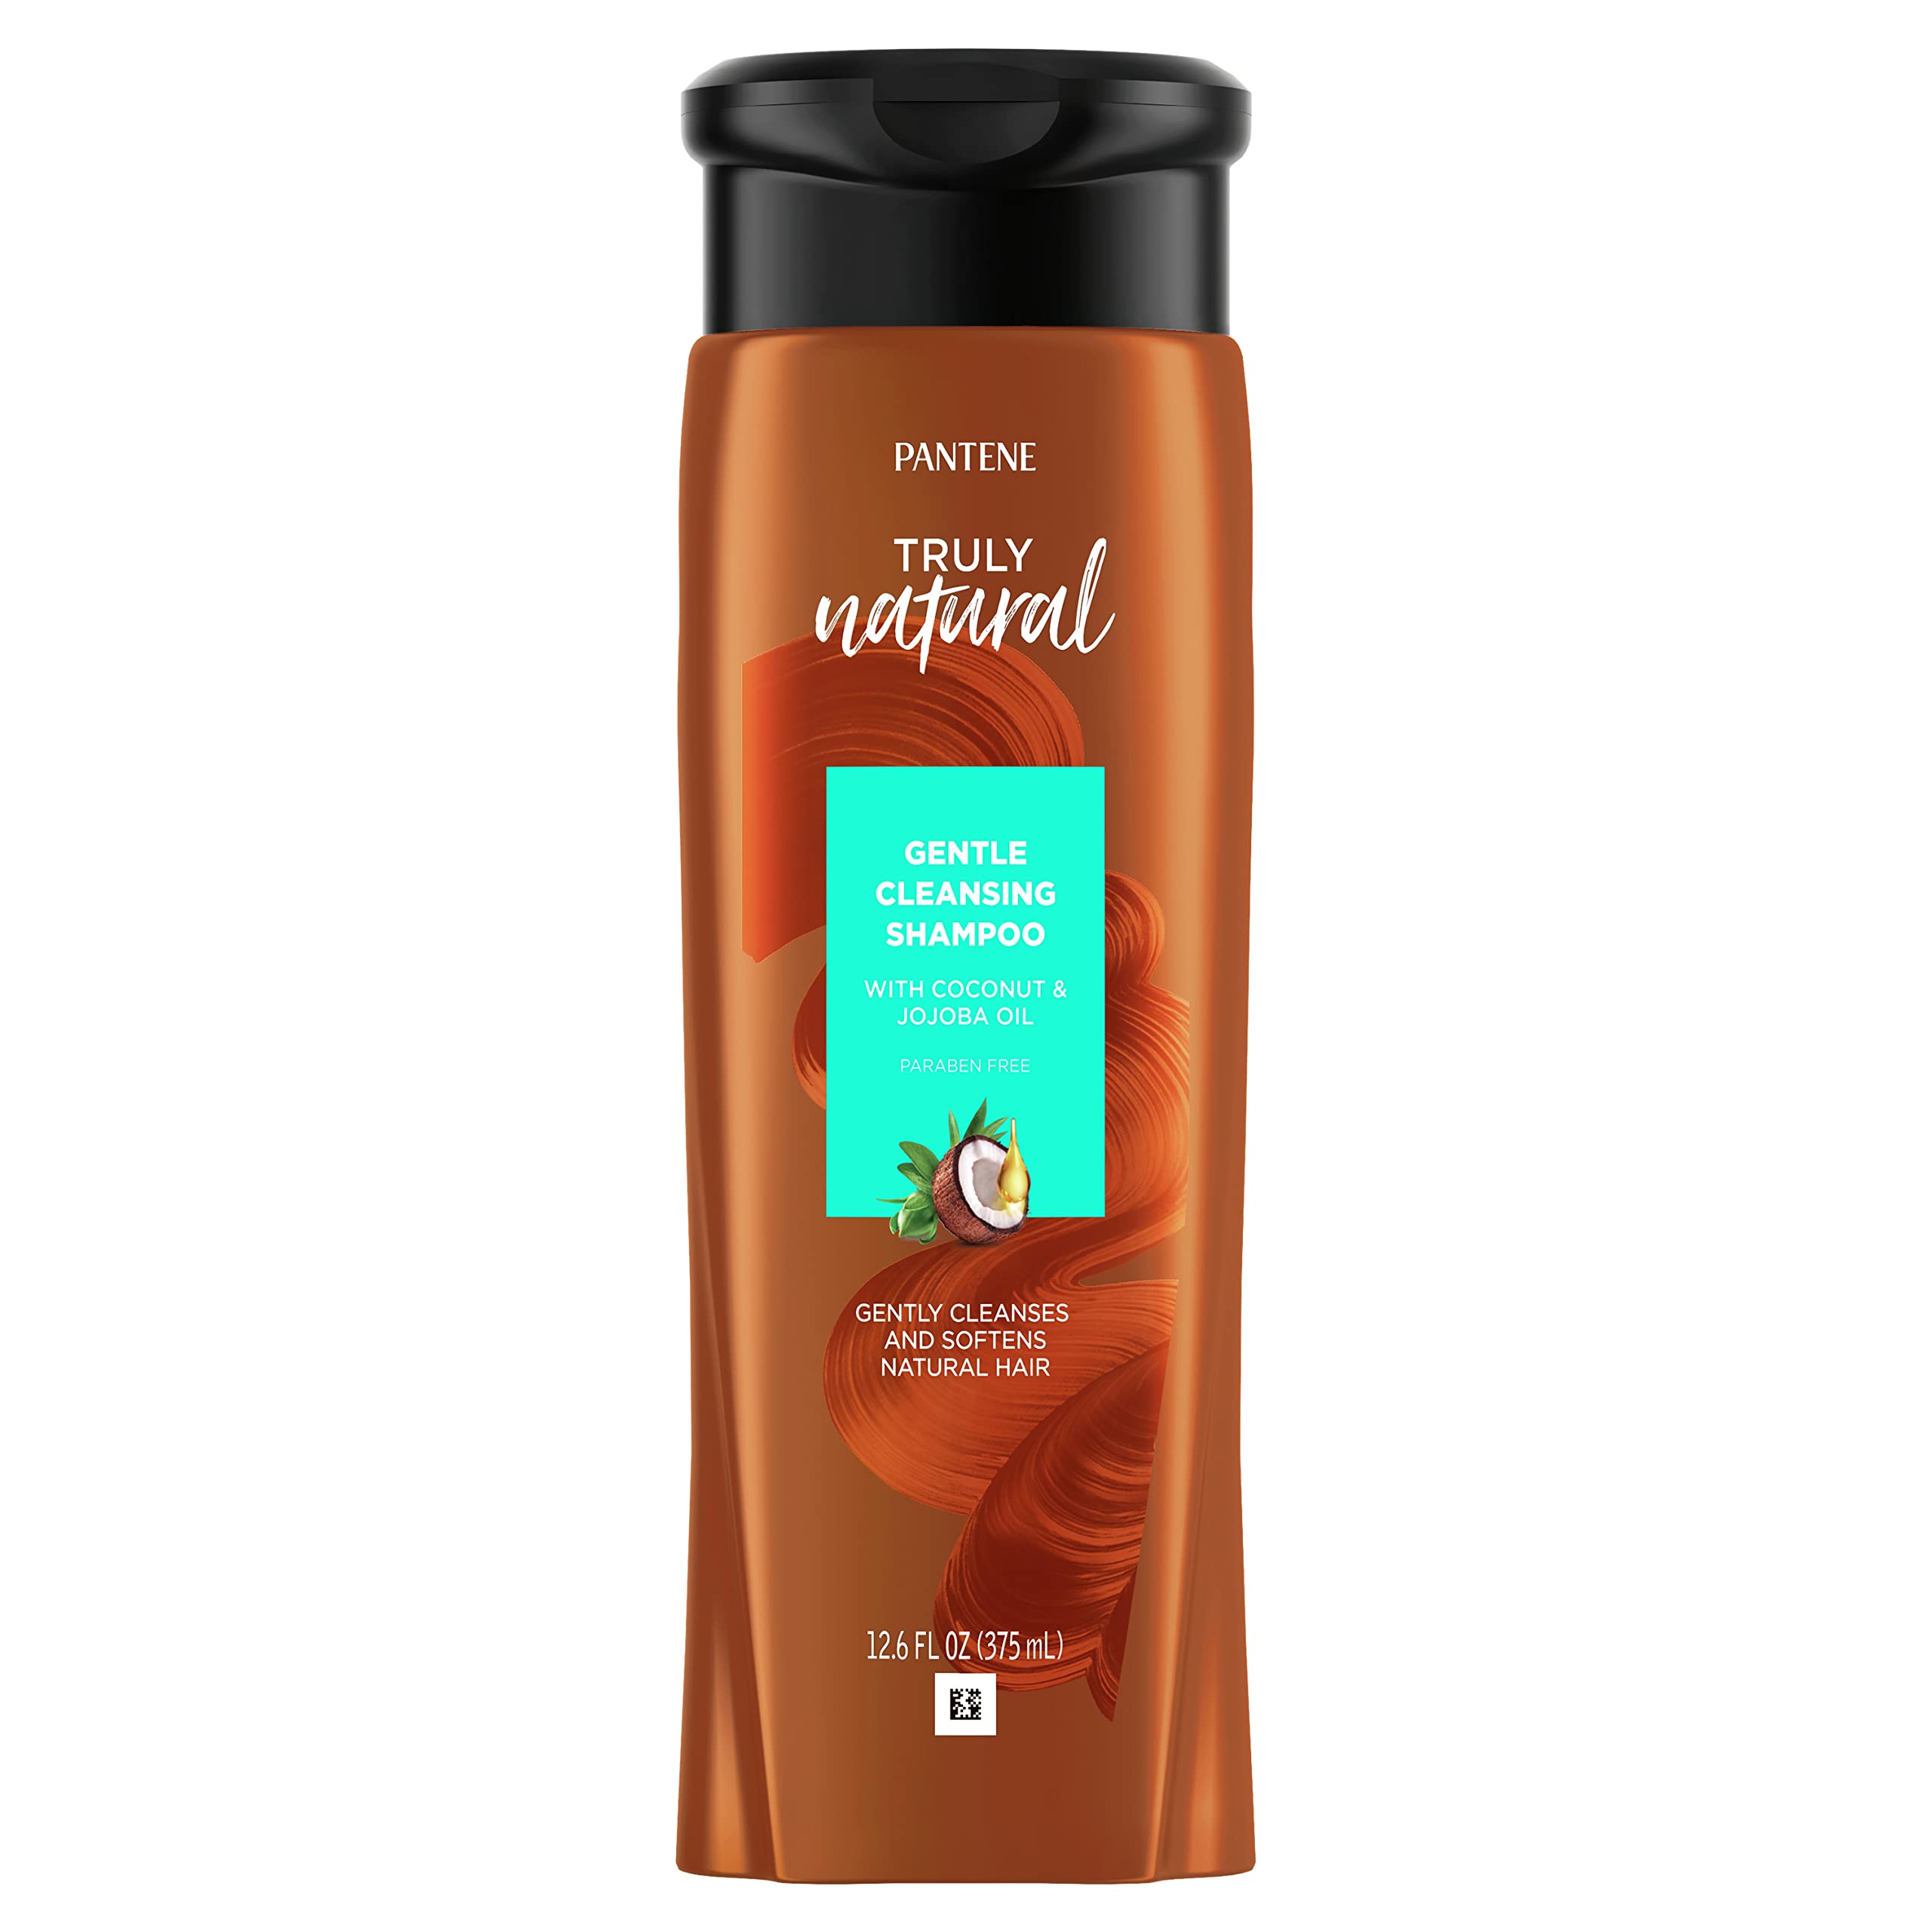 PANTENE
TRULY
natural
GENTLE
CLEANSING
SHAMPOO
WITH COCONUT &
JOJOBA OIL
PARABEN FREE
GENTLY CLEANSES
AND SOFTENS
NATURAL HAIR
12.6 FL OZ (375 mL)